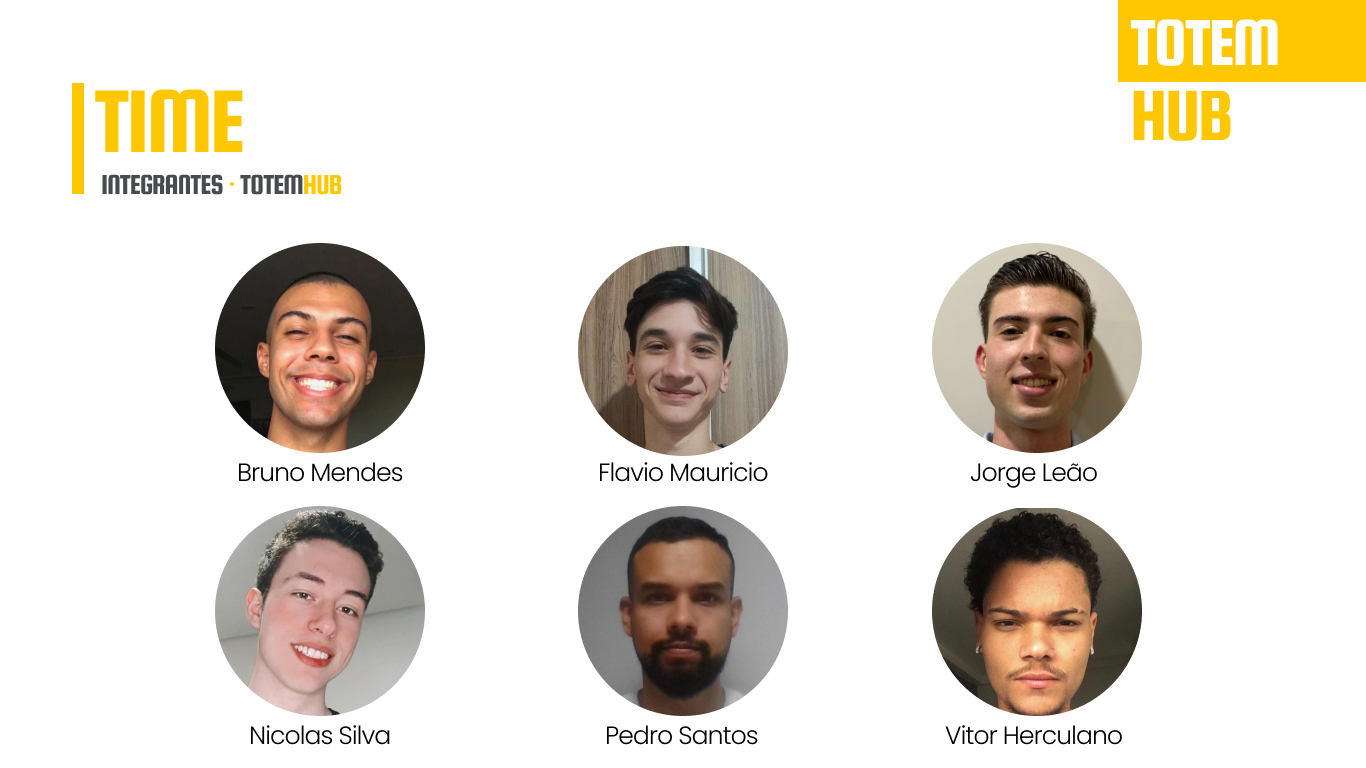 TOTEM
HUB
TIME
INTEGRANTES · TOTEMHUB
Bruno Mendes
Flavio Mauricio
Jorge Leão
Nicolas Silva
Pedro Santos
Vitor Herculano